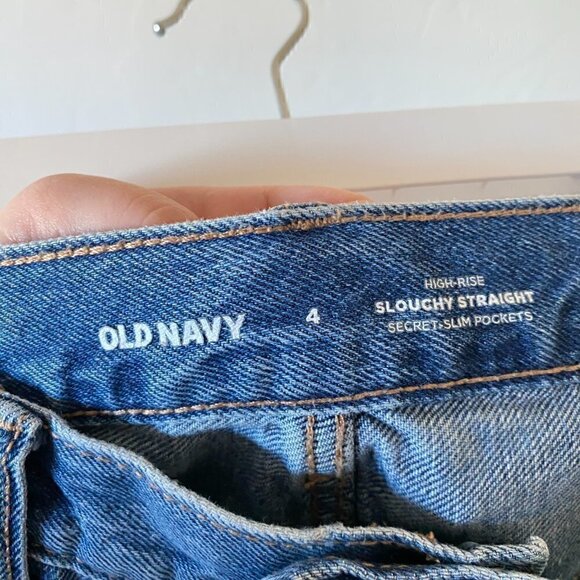 OLD NAVY
4
HIGH-RISE
SLOUCHY STRAIGHT
SECRET-SLIM POCKETS